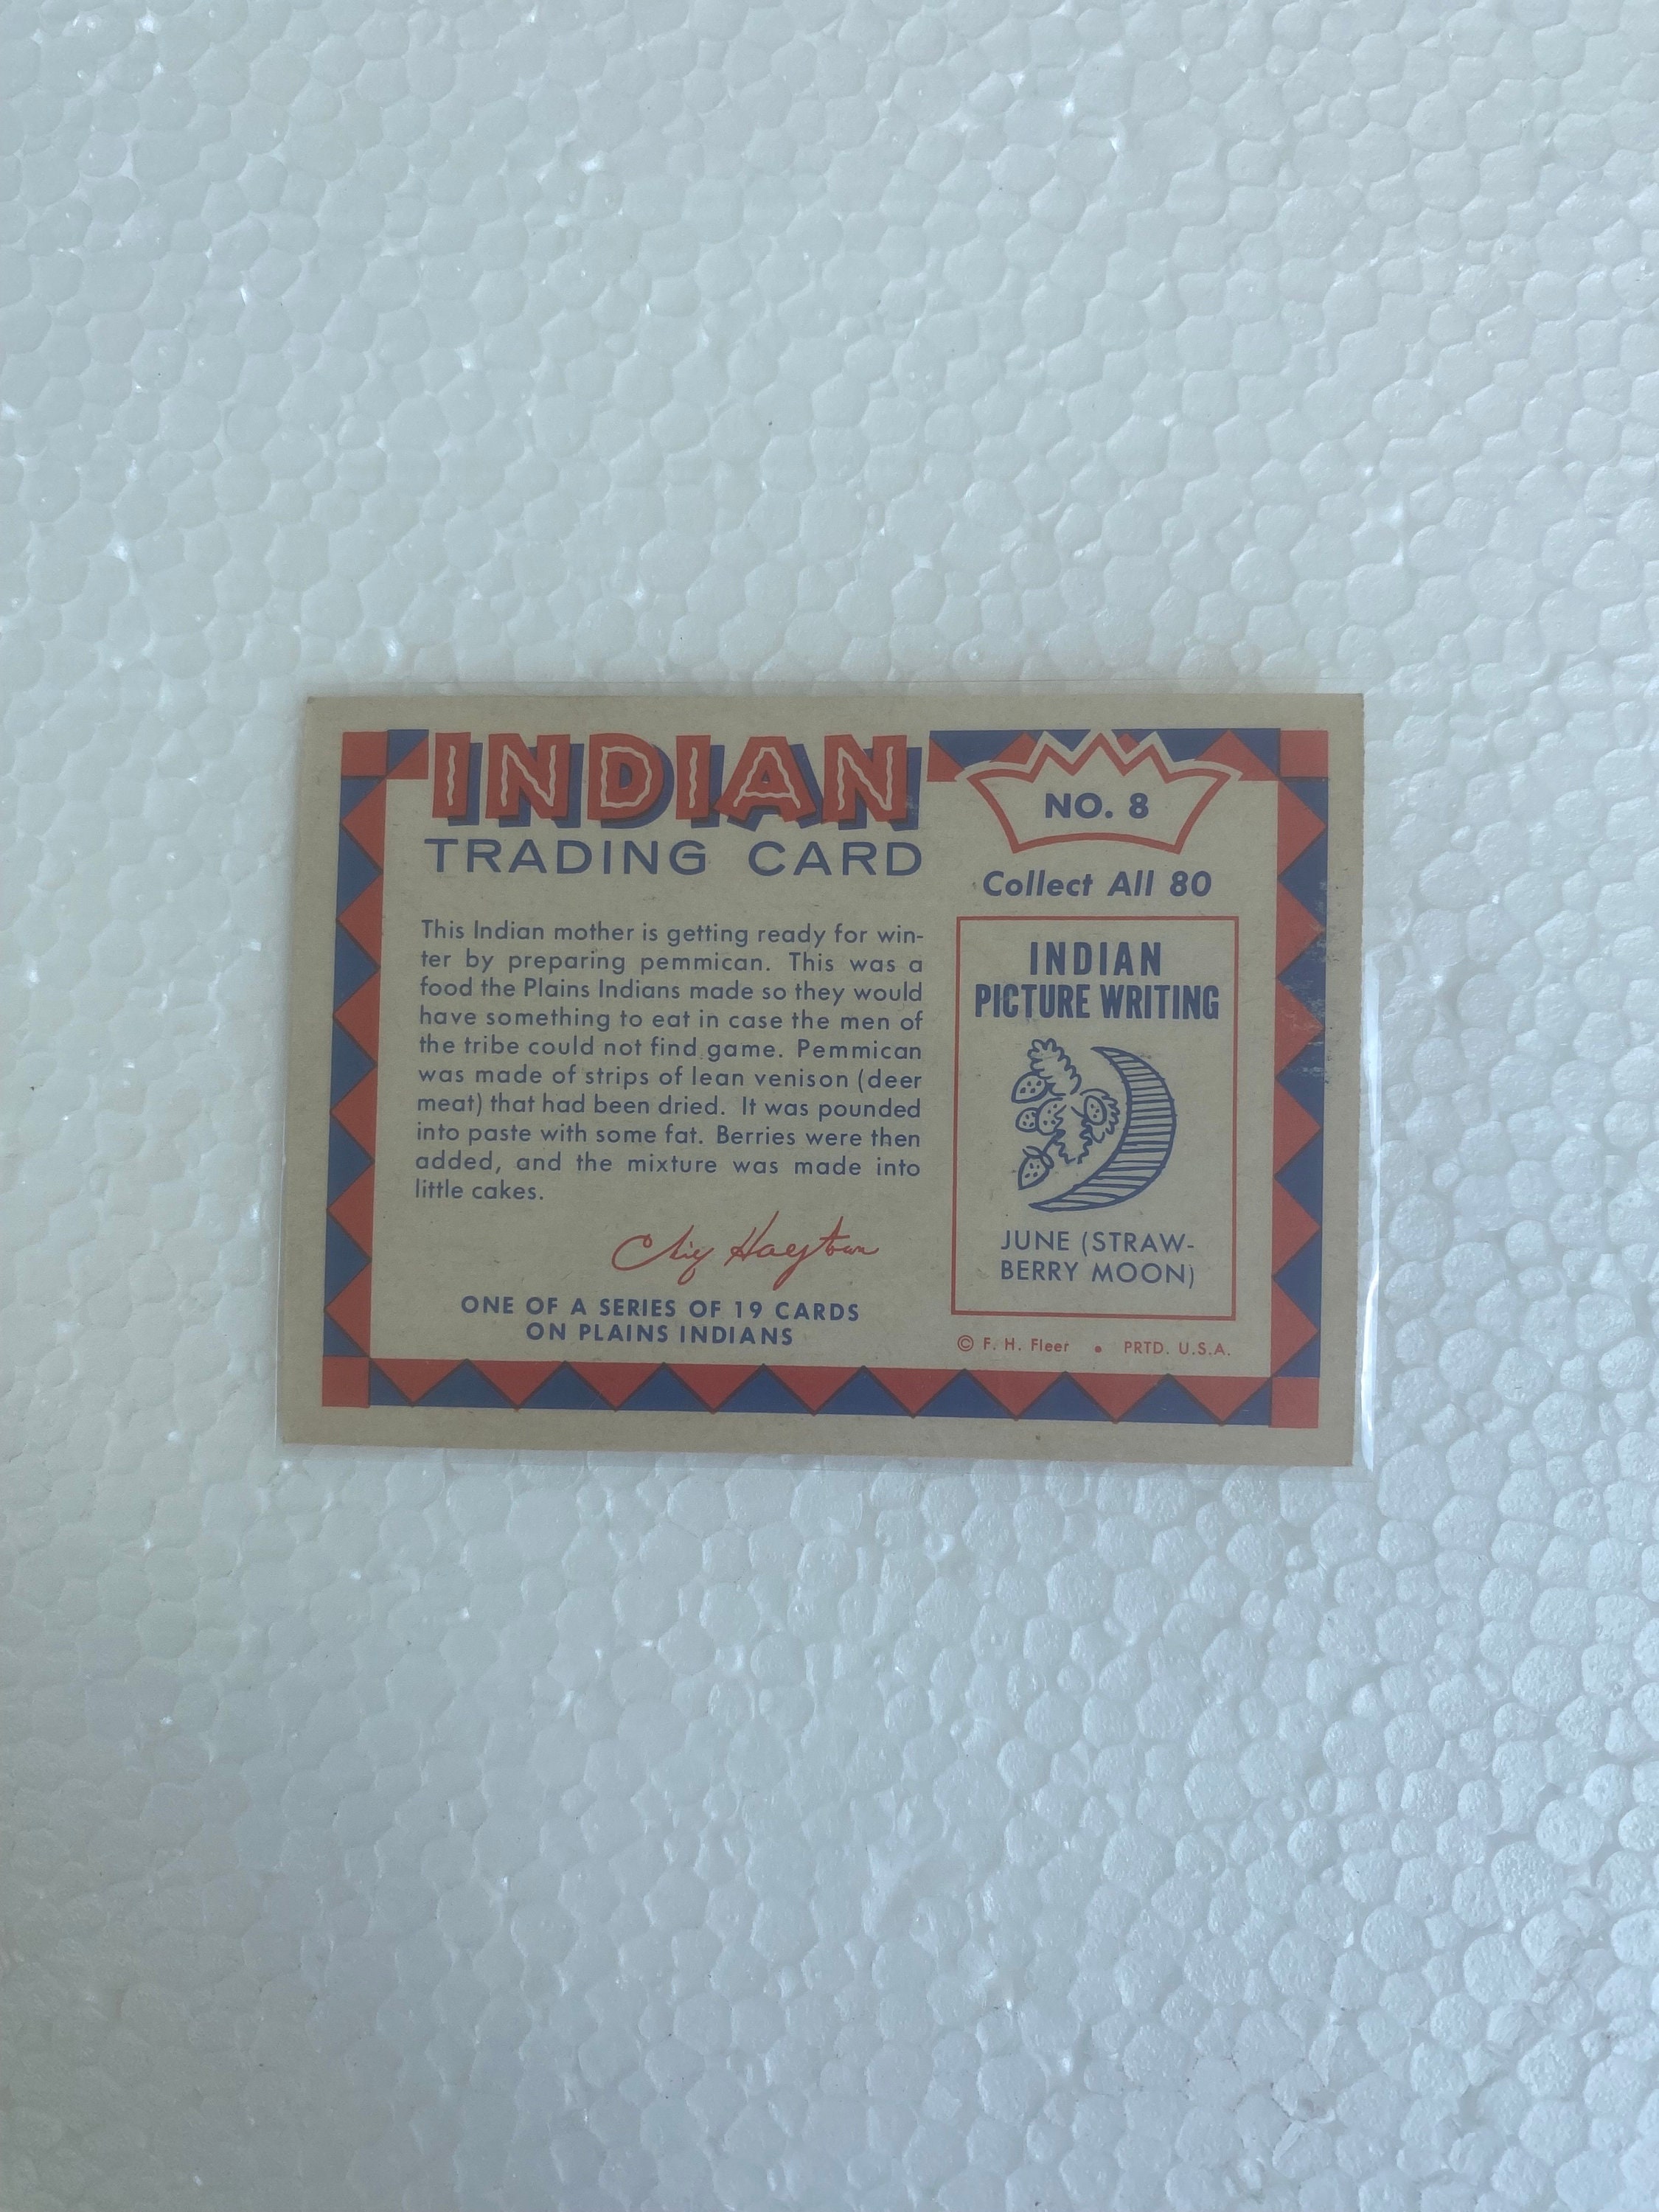 INDIAN
TRADING CARD
This Indian mother is getting ready for win-
ter by preparing pemmican. This was a
food the Plains Indians made so they would
have something to eat in case the men of
the tribe could not find game. Pemmican
was made of strips of lean venison (deer
meat) that had been dried. It was pounded
into paste with some fat. Berries were then
added, and the mixture was made into
little cakes.
ONE OF A SERIES OF 19 CARDS
ON PLAINS INDIANS
NO. 8
Collect All 80
INDIAN
PICTURE WRITING
JUNE (STRAW-
BERRY MOON)
© F. H. Fleer • PRTD. U.S.A.